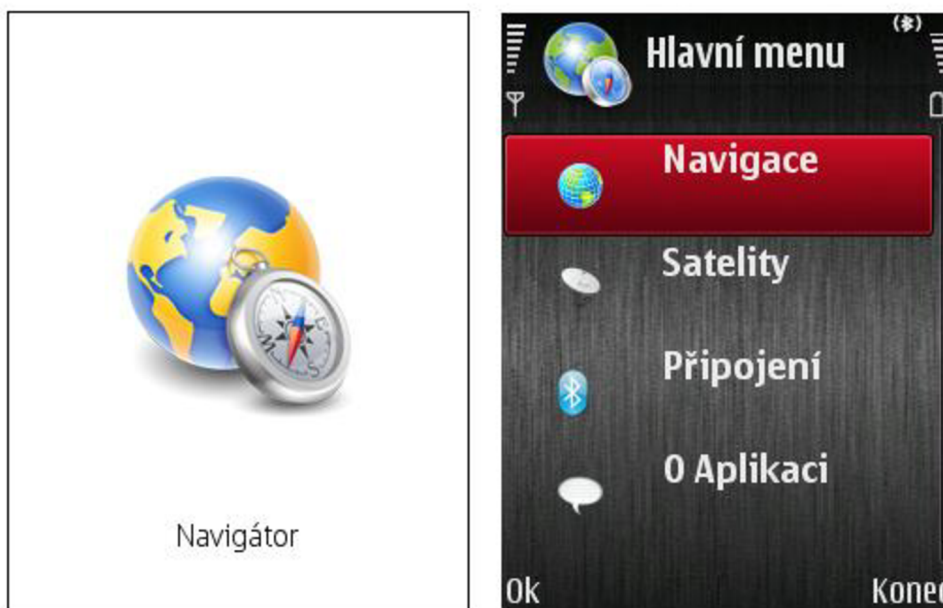 Navigátor
Hlavní menu
Navigace
Satelity
Připojení
O Aplikaci
Ok